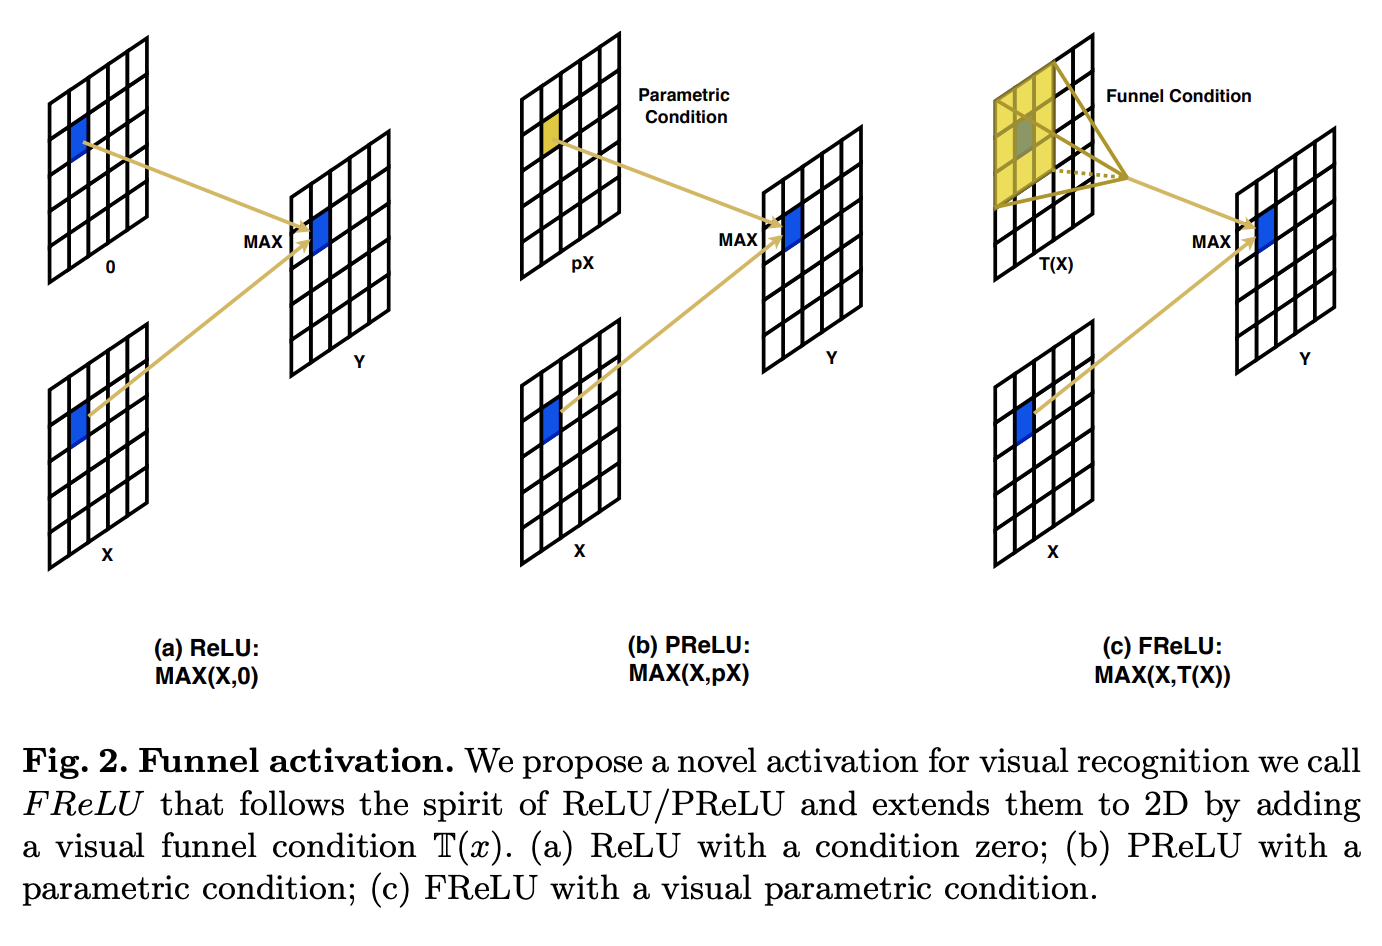 Parametric
Condition
Funnel Condition
MAX
0
MAX
pX
MAX
T(X)
Y
Y
Y
X
X
X
(a) ReLU:
MAX(X,0)
(b) PReLU:
MAX(X,pX)
(c) FReLU:
MAX(X,T(X))
Fig. 2. Funnel activation. We propose a novel activation for visual recognition we call
FReLU that follows the spirit of ReLU/PReLU and extends them to 2D by adding
a visual funnel condition 𝕋(x). (a) ReLU with a condition zero; (b) PReLU with a
parametric condition; (c) FReLU with a visual parametric condition.